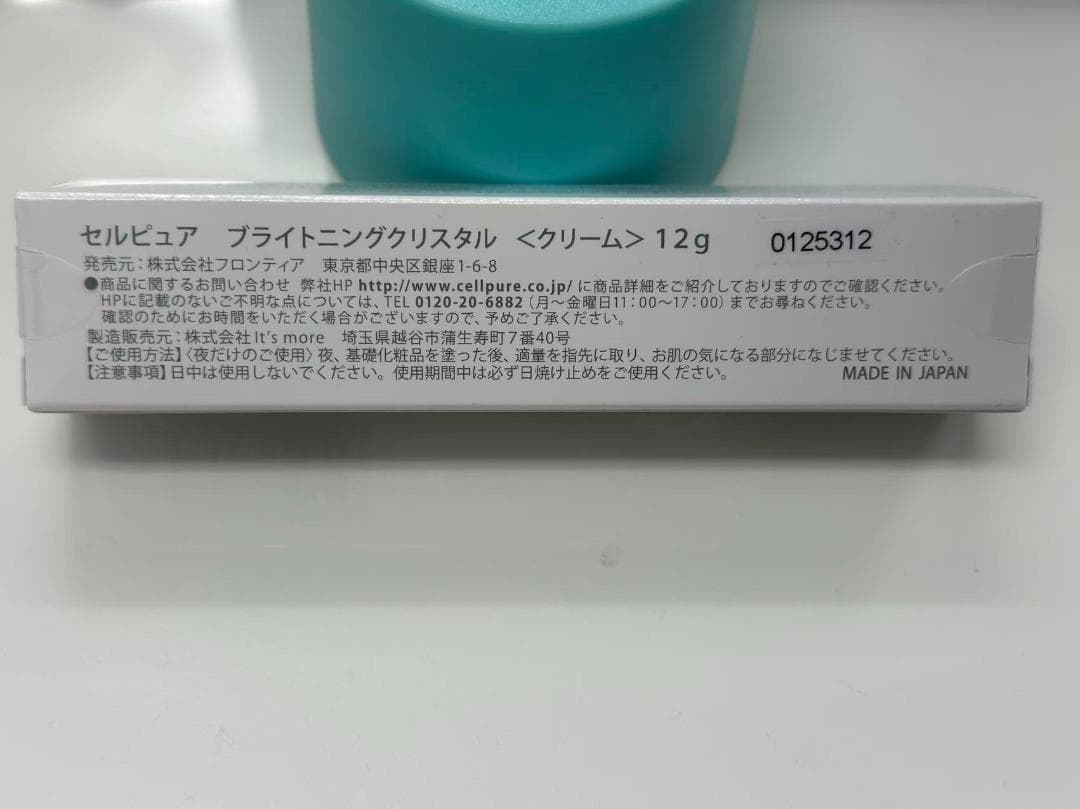 セルピュア ブライトニングクリスタル <クリーム> 12g
0125312
発売元:株式会社フロンティア 東京都中央区銀座1-6-8
●商品に関するお問い合わせ 弊社HP http://www.cellpure.co.jp/ に商品詳細をご紹介しておりますのでご確認ください。
HPに記載のないご不明な点については、TEL 0120-20-6882 (月〜金曜日11:00〜17:00) までお尋ねください。
確認のためにお時間をいただく場合がございますので、予めご了承ください。
製造販売元:株式会社It's more 埼玉県越谷市蒲生寿町7番40号
【ご使用方法】〈夜だけのご使用〉夜、基礎化粧品を塗った後、適量を指先に取り、お肌の気になる部分になじませてください。
【注意事項】日中は使用しないでください。使用期間中は必ず日焼け止めをご使用ください。
MADE IN JAPAN